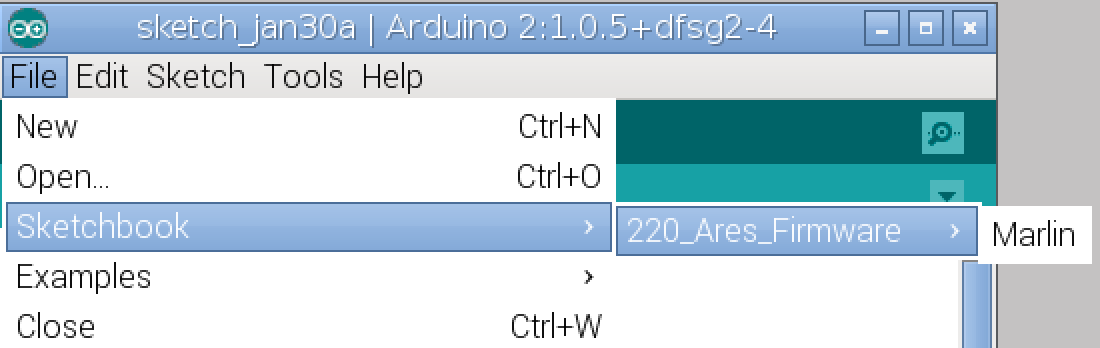 sketch_jan30a | Arduino 2:1.0.5+dfsg2-4
File Edit Sketch Tools Help
New Ctrl+N
Open... Ctrl+O
Sketchbook 220_Ares_Firmware Marlin
Examples
Close Ctrl+W